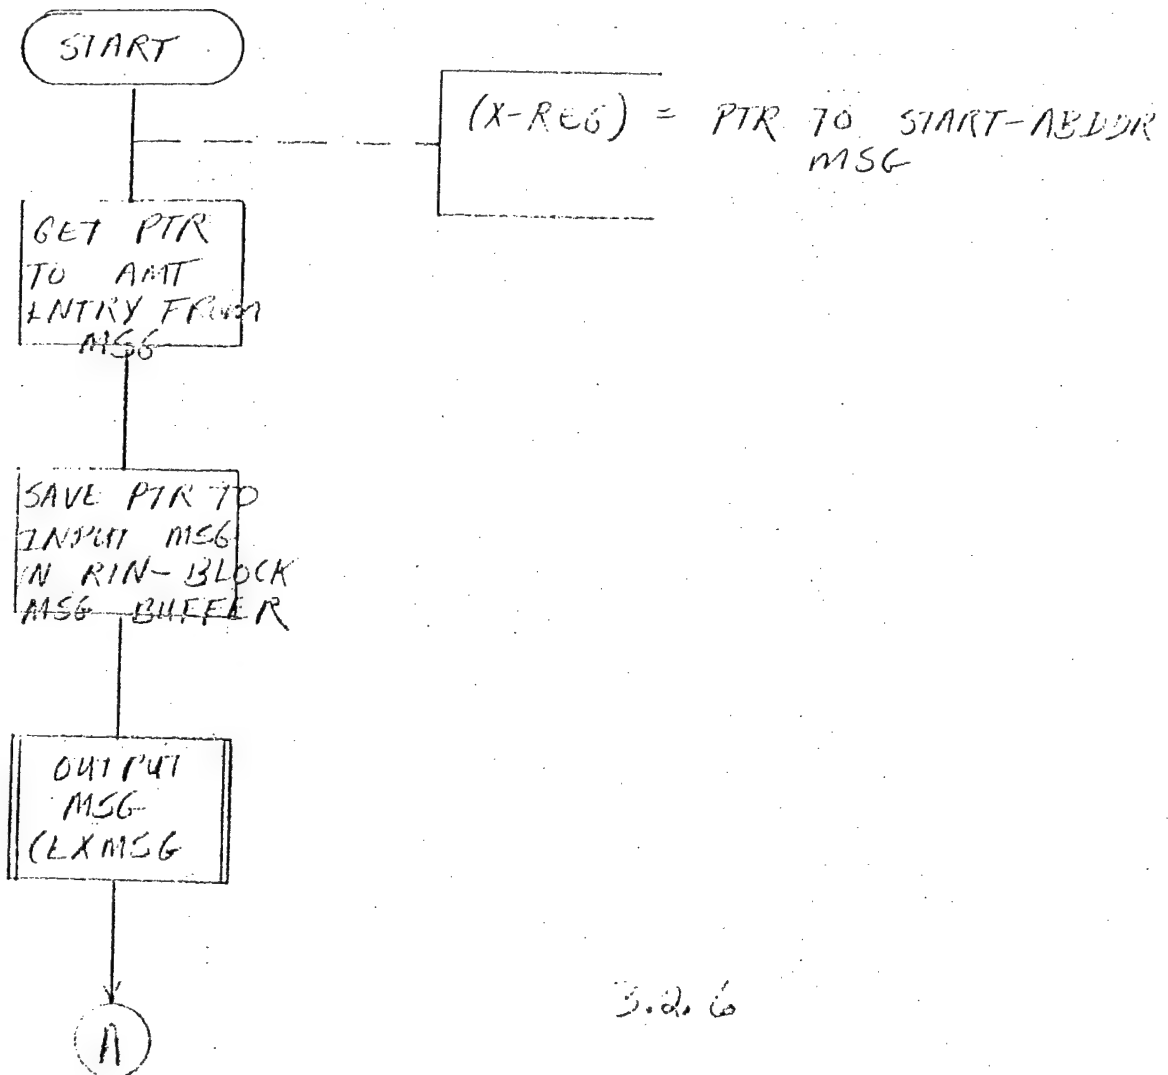 START
(X-REG) = PTR TO START-ABDDR
MSG
GET PTR
TO AMT
ENTRY FROM
MSG
SAVE PTR TO
INPUT MSG
IN RIN-BLOCK
MSG BUFFER
OUTPUT
MSG
(EXMSG
A
3.2.6